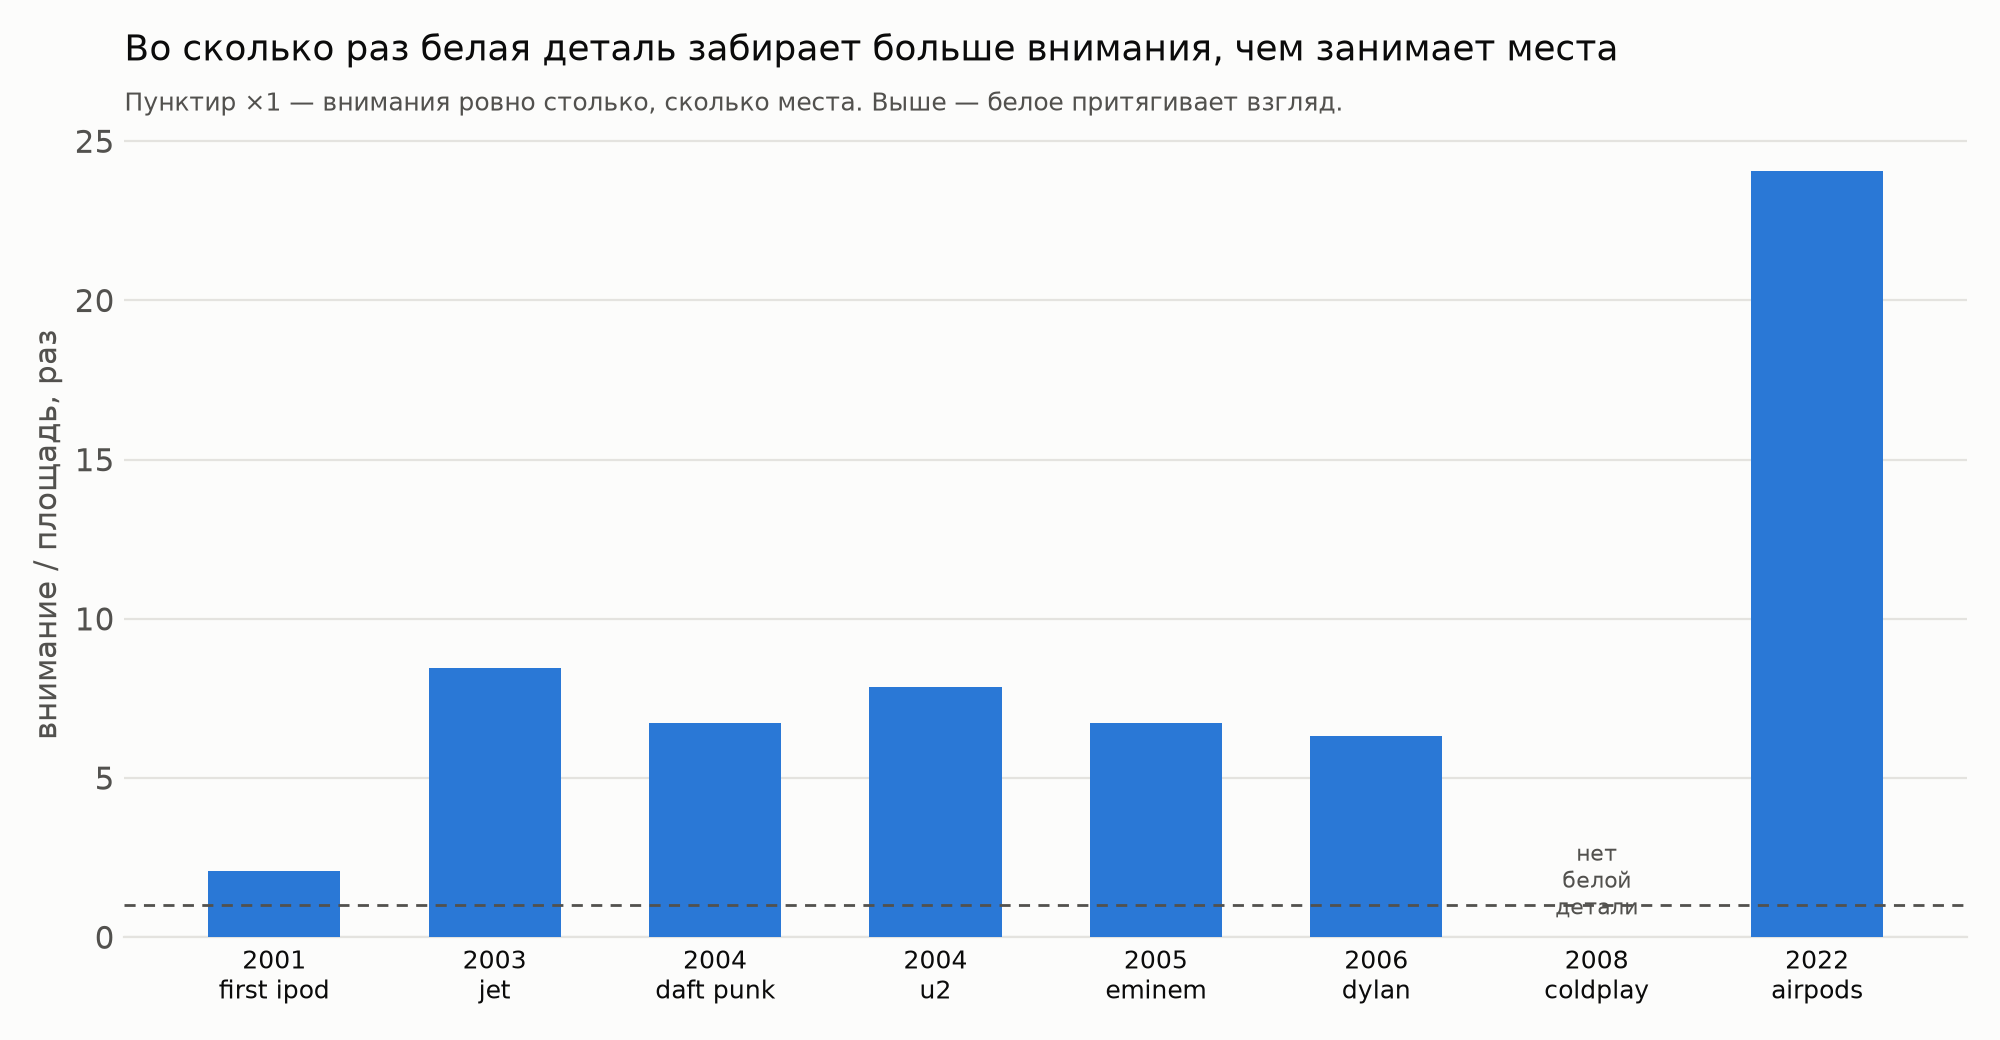 Во сколько раз белая деталь забирает больше внимания, чем занимает места
Пунктир ×1 — внимания ровно столько, сколько места. Выше — белое притягивает взгляд.
внимание / площадь, раз
25
20
15
10
5
0
нет
белой
детали
2001
first ipod
2003
jet
2004
daft punk
2004
u2
2005
eminem
2006
dylan
2008
coldplay
2022
airpods